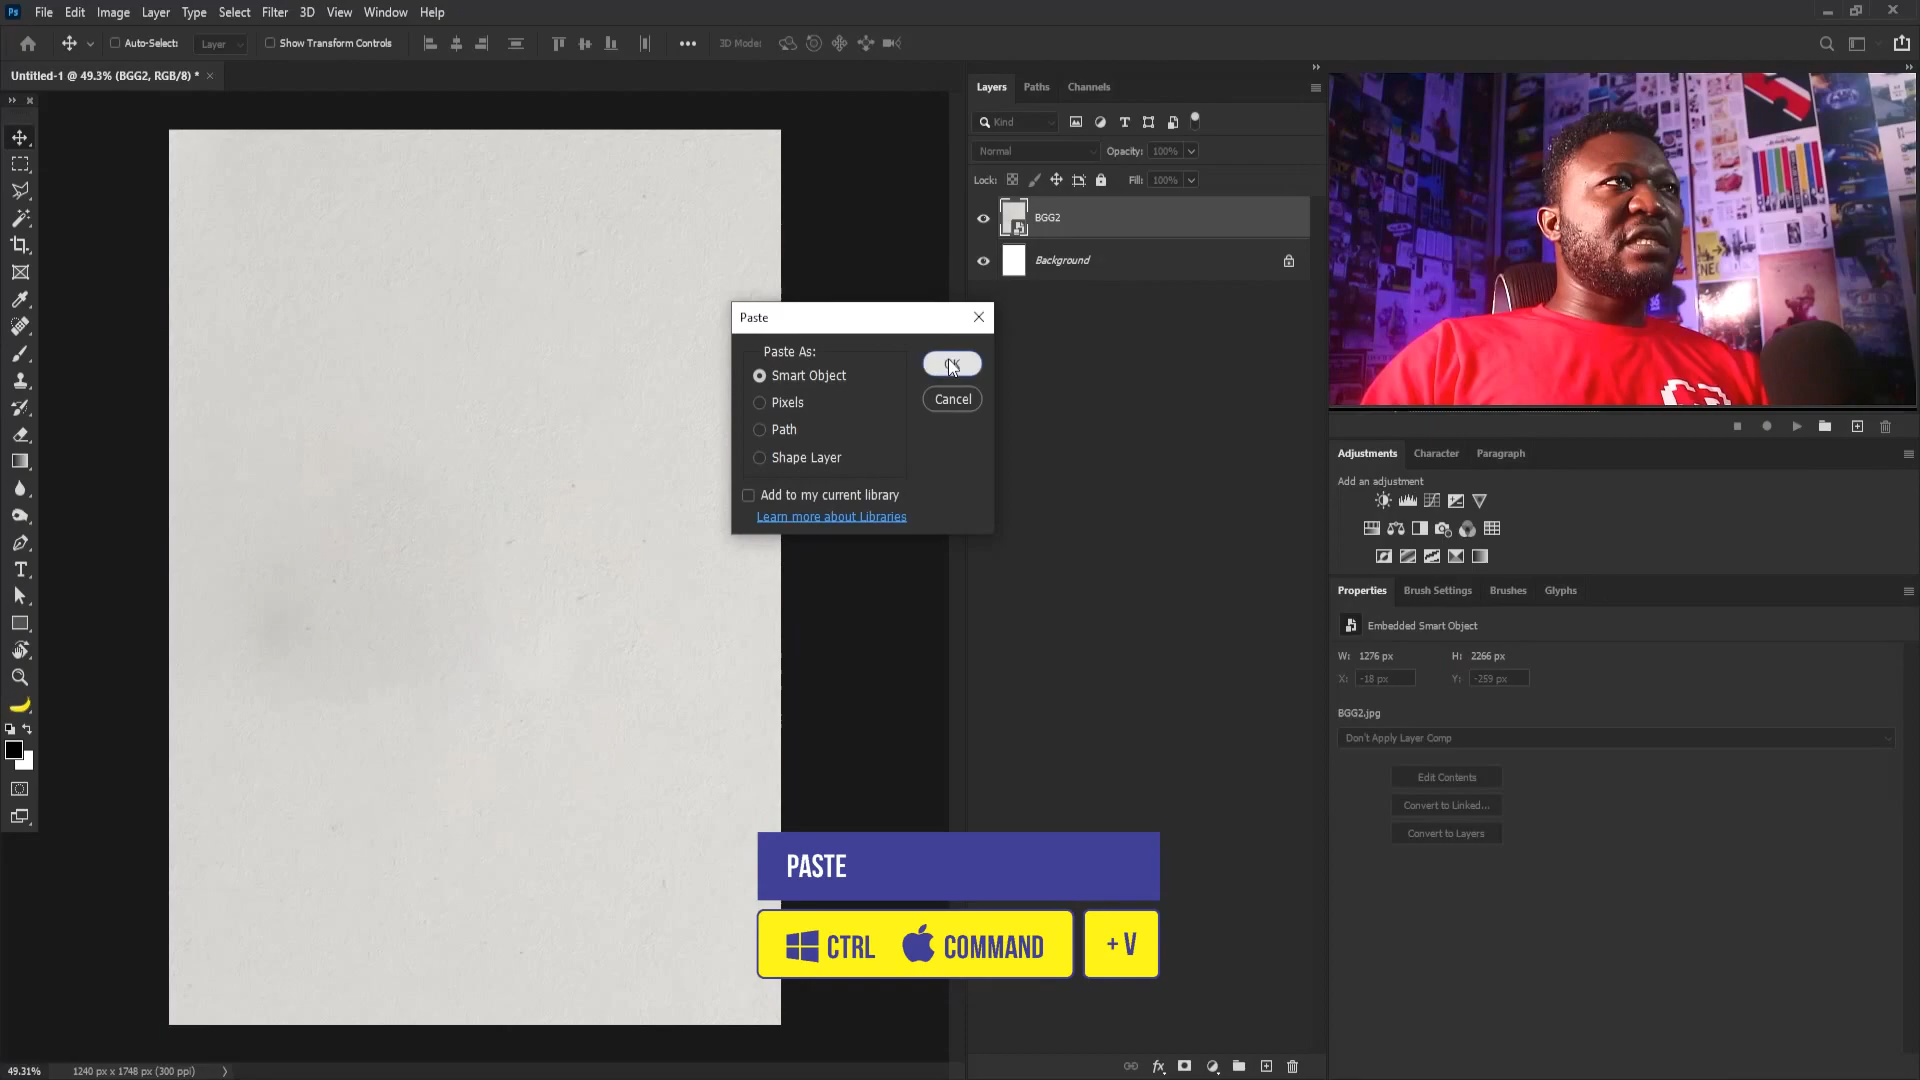 Ps File Edit Image Layer Type Select Filter 3D View Window Help
Auto-Select: Layer Show Transform Controls 3D Mode:
Untitled-1 @ 49.3% (BGG2, RGB/8) *
Layers Paths Channels
Kind
Normal Opacity: 100%
Lock: Fill: 100%
BGG2
Background
Paste
Paste As:
Smart Object
Pixels
Path
Shape Layer
Cancel
Add to my current library
Learn more about Libraries
Adjustments Character Paragraph
Add an adjustment
Properties Brush Settings Brushes Glyphs
Embedded Smart Object
W: 1276 px H: 2266 px
X: -18 px Y: -259 px
BGG2.jpg
Don't Apply Layer Comp
Edit Contents
Convert to Linked...
Convert to Layers
PASTE
CTRL COMMAND + V
fx
49.31% 1240 px x 1748 px (300 ppi)